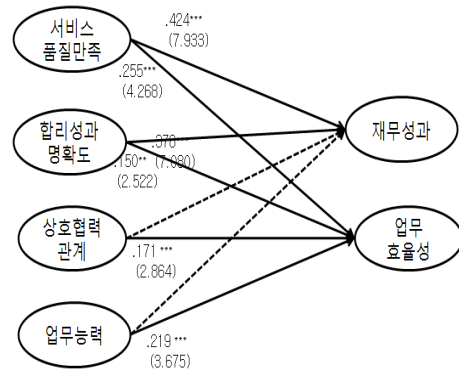 서비스
품질만족
.424***
(7.933)
.255***
(4.268)
합리성과
명확도
.378***
(7.080)
.150**
(2.522)
재무성과
상호협력
관계
.171 ***
(2.864)
업무
효율성
업무능력
.219 ***
(3.675)